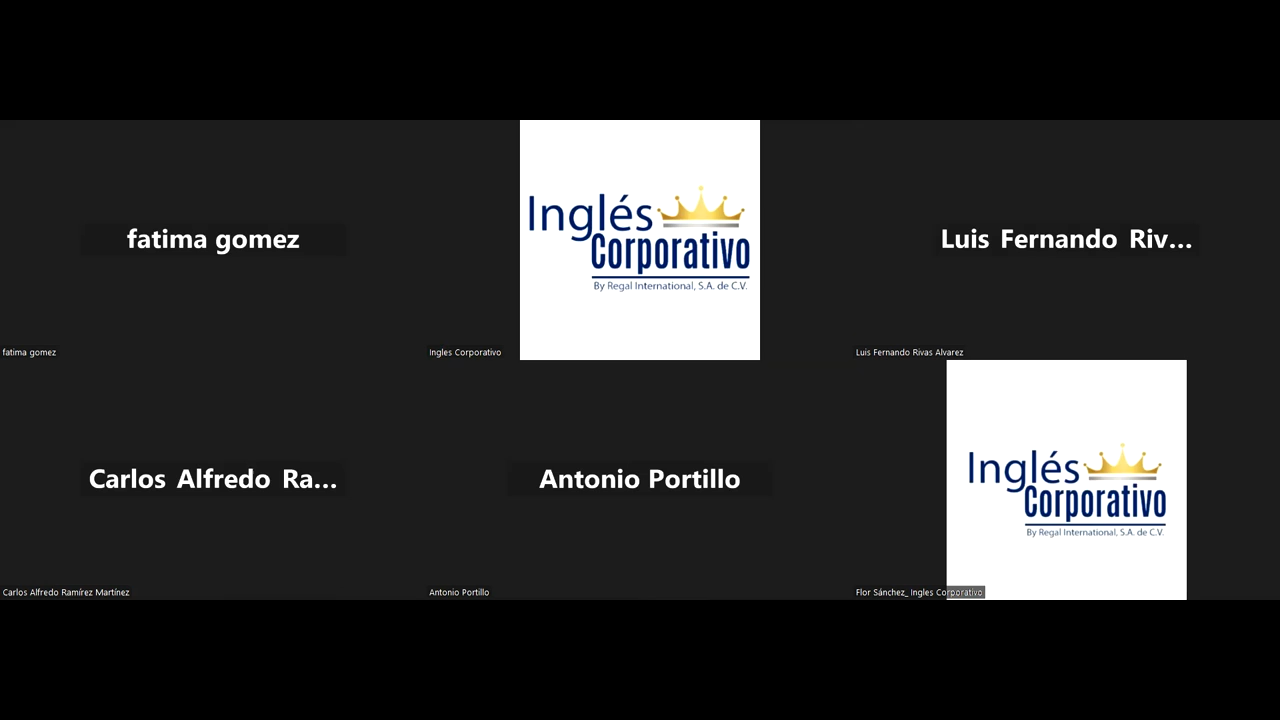 fatima gomez
fatima gomez
Inglés
Corporativo
By Regal International, S.A. de C.V.
Ingles Corporativo
Luis Fernando Riv...
Luis Fernando Rivas Alvarez
Carlos Alfredo Ra...
Carlos Alfredo Ramírez Martínez
Antonio Portillo
Antonio Portillo
Inglés
Corporativo
By Regal International, S.A. de C.V.
Flor Sánchez_ Ingles Corporativo